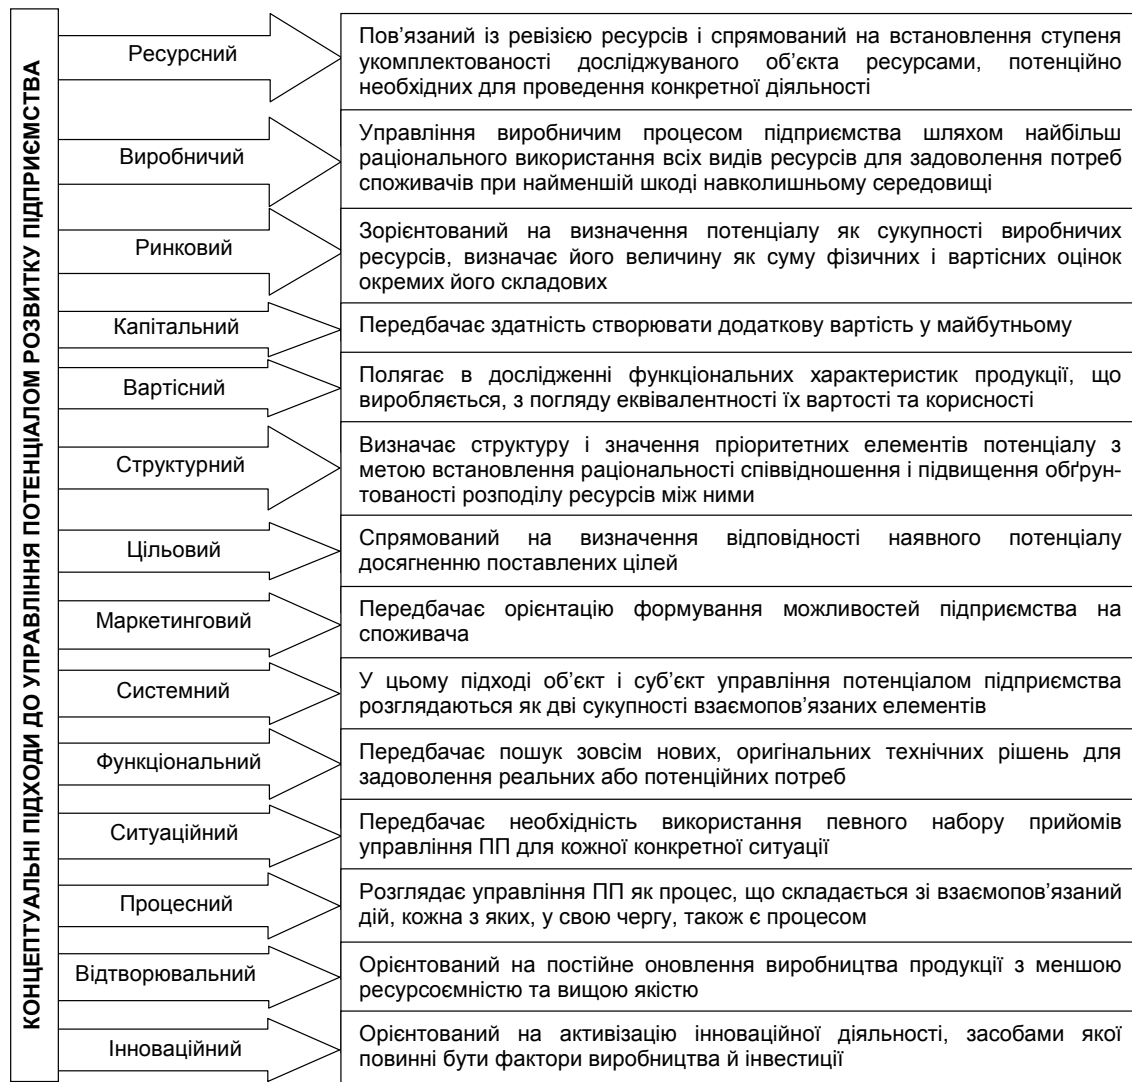 КОНЦЕПТУАЛЬНІ ПІДХОДИ ДО УПРАВЛІННЯ ПОТЕНЦІАЛОМ РОЗВИТКУ ПІДПРИЄМСТВА
Ресурсний
Пов’язаний із ревізією ресурсів і спрямований на встановлення ступеня
укомплектованості досліджуваного об’єкта ресурсами, потенційно
необхідних для проведення конкретної діяльності
Виробничий
Управління виробничим процесом підприємства шляхом найбільш
раціонального використання всіх видів ресурсів для задоволення потреб
споживачів при найменшій шкоді навколишньому середовищі
Ринковий
Зорієнтований на визначення потенціалу як сукупності виробничих
ресурсів, визначає його величину як суму фізичних і вартісних оцінок
окремих його складових
Капітальний
Передбачає здатність створювати додаткову вартість у майбутньому
Вартісний
Полягає в дослідженні функціональних характеристик продукції, що
виробляється, з погляду еквівалентності їх вартості та корисності
Структурний
Визначає структуру і значення пріоритетних елементів потенціалу з
метою встановлення раціональності співвідношення і підвищення обґрун-
тованості розподілу ресурсів між ними
Цільовий
Спрямований на визначення відповідності наявного потенціалу
досягненню поставлених цілей
Маркетинговий
Передбачає орієнтацію формування можливостей підприємства на
споживача
Системний
У цьому підході об’єкт і суб’єкт управління потенціалом підприємства
розглядаються як дві сукупності взаємопов’язаних елементів
Функціональний
Передбачає пошук зовсім нових, оригінальних технічних рішень для
задоволення реальних або потенційних потреб
Ситуаційний
Передбачає необхідність використання певного набору прийомів
управління ПП для кожної конкретної ситуації
Процесний
Розглядає управління ПП як процес, що складається зі взаємопов’язаний
дій, кожна з яких, у свою чергу, також є процесом
Відтворювальний
Орієнтований на постійне оновлення виробництва продукції з меншою
ресурсоємністю та вищою якістю
Інноваційний
Орієнтований на активізацію інноваційної діяльності, засобами якої
повинні бути фактори виробництва й інвестиції